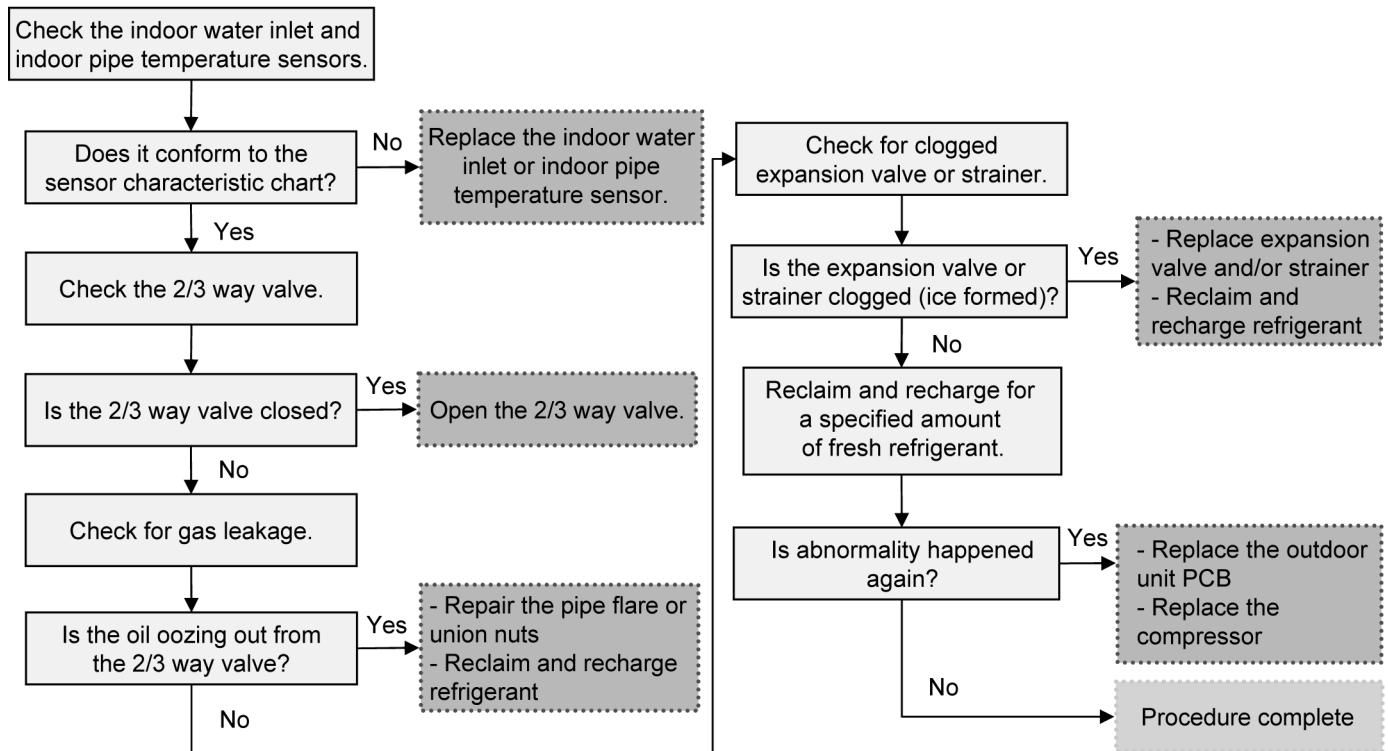 Check the indoor water inlet and
indoor pipe temperature sensors.
Does it conform to the
sensor characteristic chart?
No
Replace the indoor water
inlet or indoor pipe
temperature sensor.
Yes
Check the 2/3 way valve.
Is the 2/3 way valve closed?
Yes
Open the 2/3 way valve.
No
Check for gas leakage.
Is the oil oozing out from
the 2/3 way valve?
Yes
- Repair the pipe flare or
union nuts
- Reclaim and recharge
refrigerant
No
Check for clogged
expansion valve or strainer.
Is the expansion valve or
strainer clogged (ice formed)?
Yes
- Replace expansion
valve and/or strainer
- Reclaim and
recharge refrigerant
No
Reclaim and recharge for
a specified amount
of fresh refrigerant.
Is abnormality happened
again?
Yes
- Replace the outdoor
unit PCB
- Replace the
compressor
No
Procedure complete